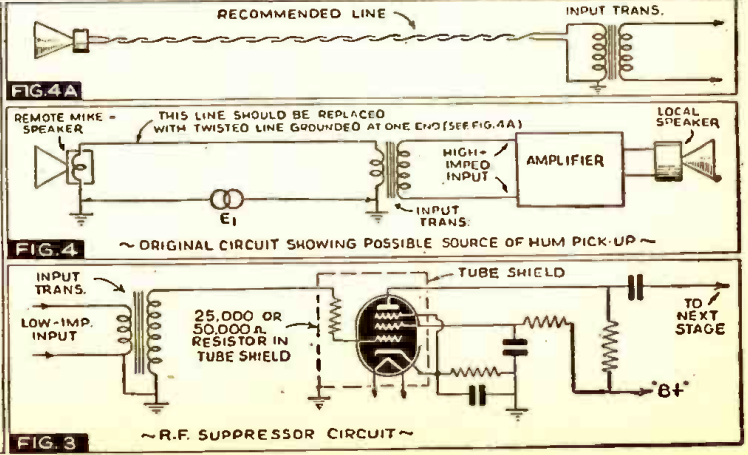 RECOMMENDED LINE
INPUT TRANS.
FIG.4A
REMOTE MIKE-
SPEAKER
THIS LINE SHOULD BE REPLACED
WITH TWISTED LINE GROUNDED AT ONE END (SEE FIG.4A)
E1
INPUT
TRANS.
HIGH-
IMPED
INPUT
AMPLIFIER
LOCAL
SPEAKER
FIG.4
~ORIGINAL CIRCUIT SHOWING POSSIBLE SOURCE OF HUM PICK-UP~
INPUT
TRANS.
LOW-IMP.
INPUT
25,000 OR
50,000 Ω
RESISTOR IN
TUBE SHIELD
TUBE SHIELD
TO
NEXT
STAGE
"B+"
FIG. 3
~R.F. SUPPRESSOR CIRCUIT~